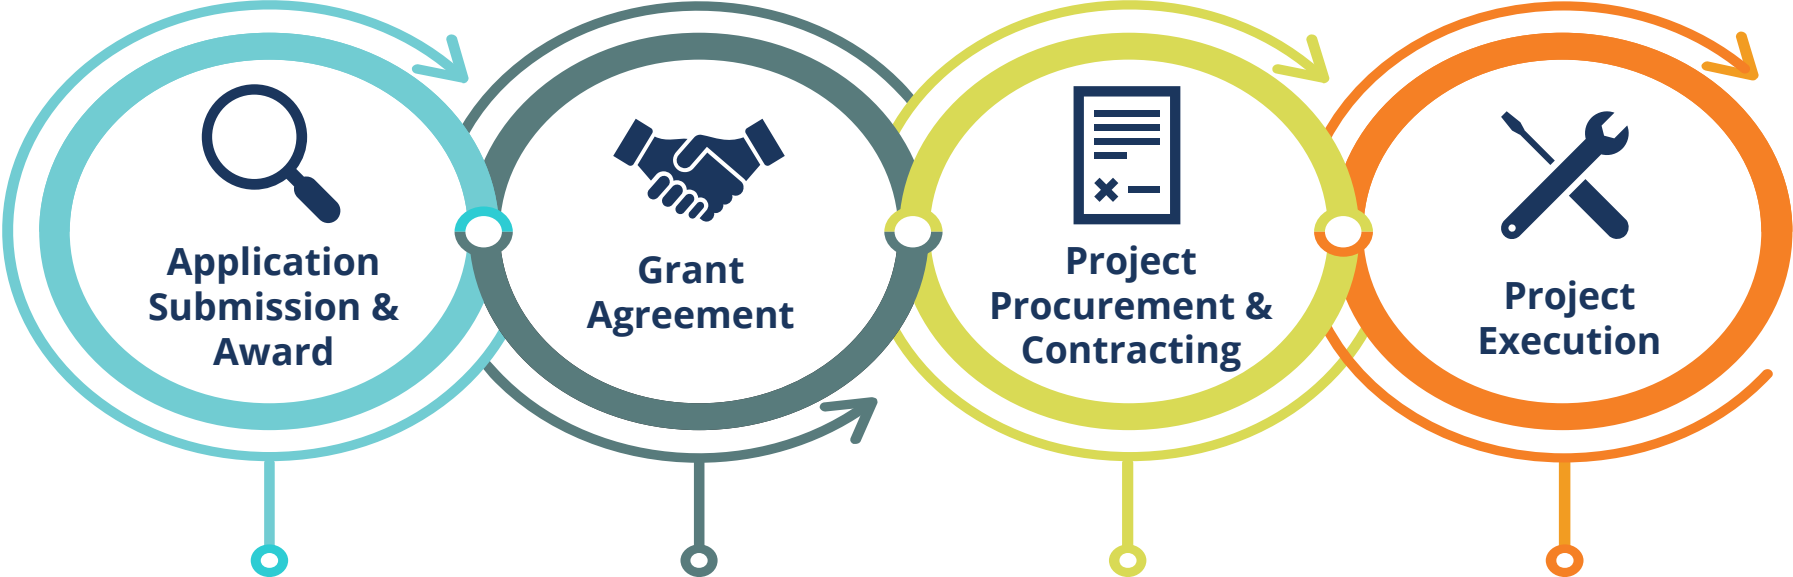 Application
Submission &
Award
Grant
Agreement
Project
Procurement &
Contracting
Project
Execution